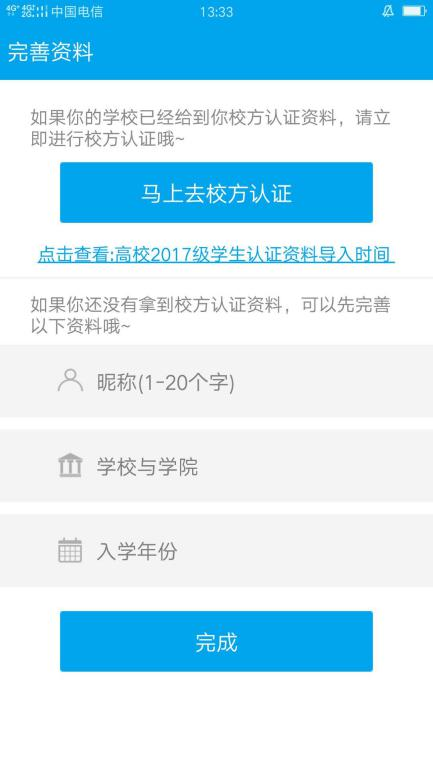 4G+ 4G 2G 中国电信 13:33
完善资料
如果你的学校已经给到你校方认证资料，请立
即进行校方认证哦~
马上去校方认证
点击查看:高校2017级学生认证资料导入时间
如果你还没有拿到校方认证资料，可以先完善
以下资料哦~
昵称(1-20个字)
学校与学院
入学年份
完成